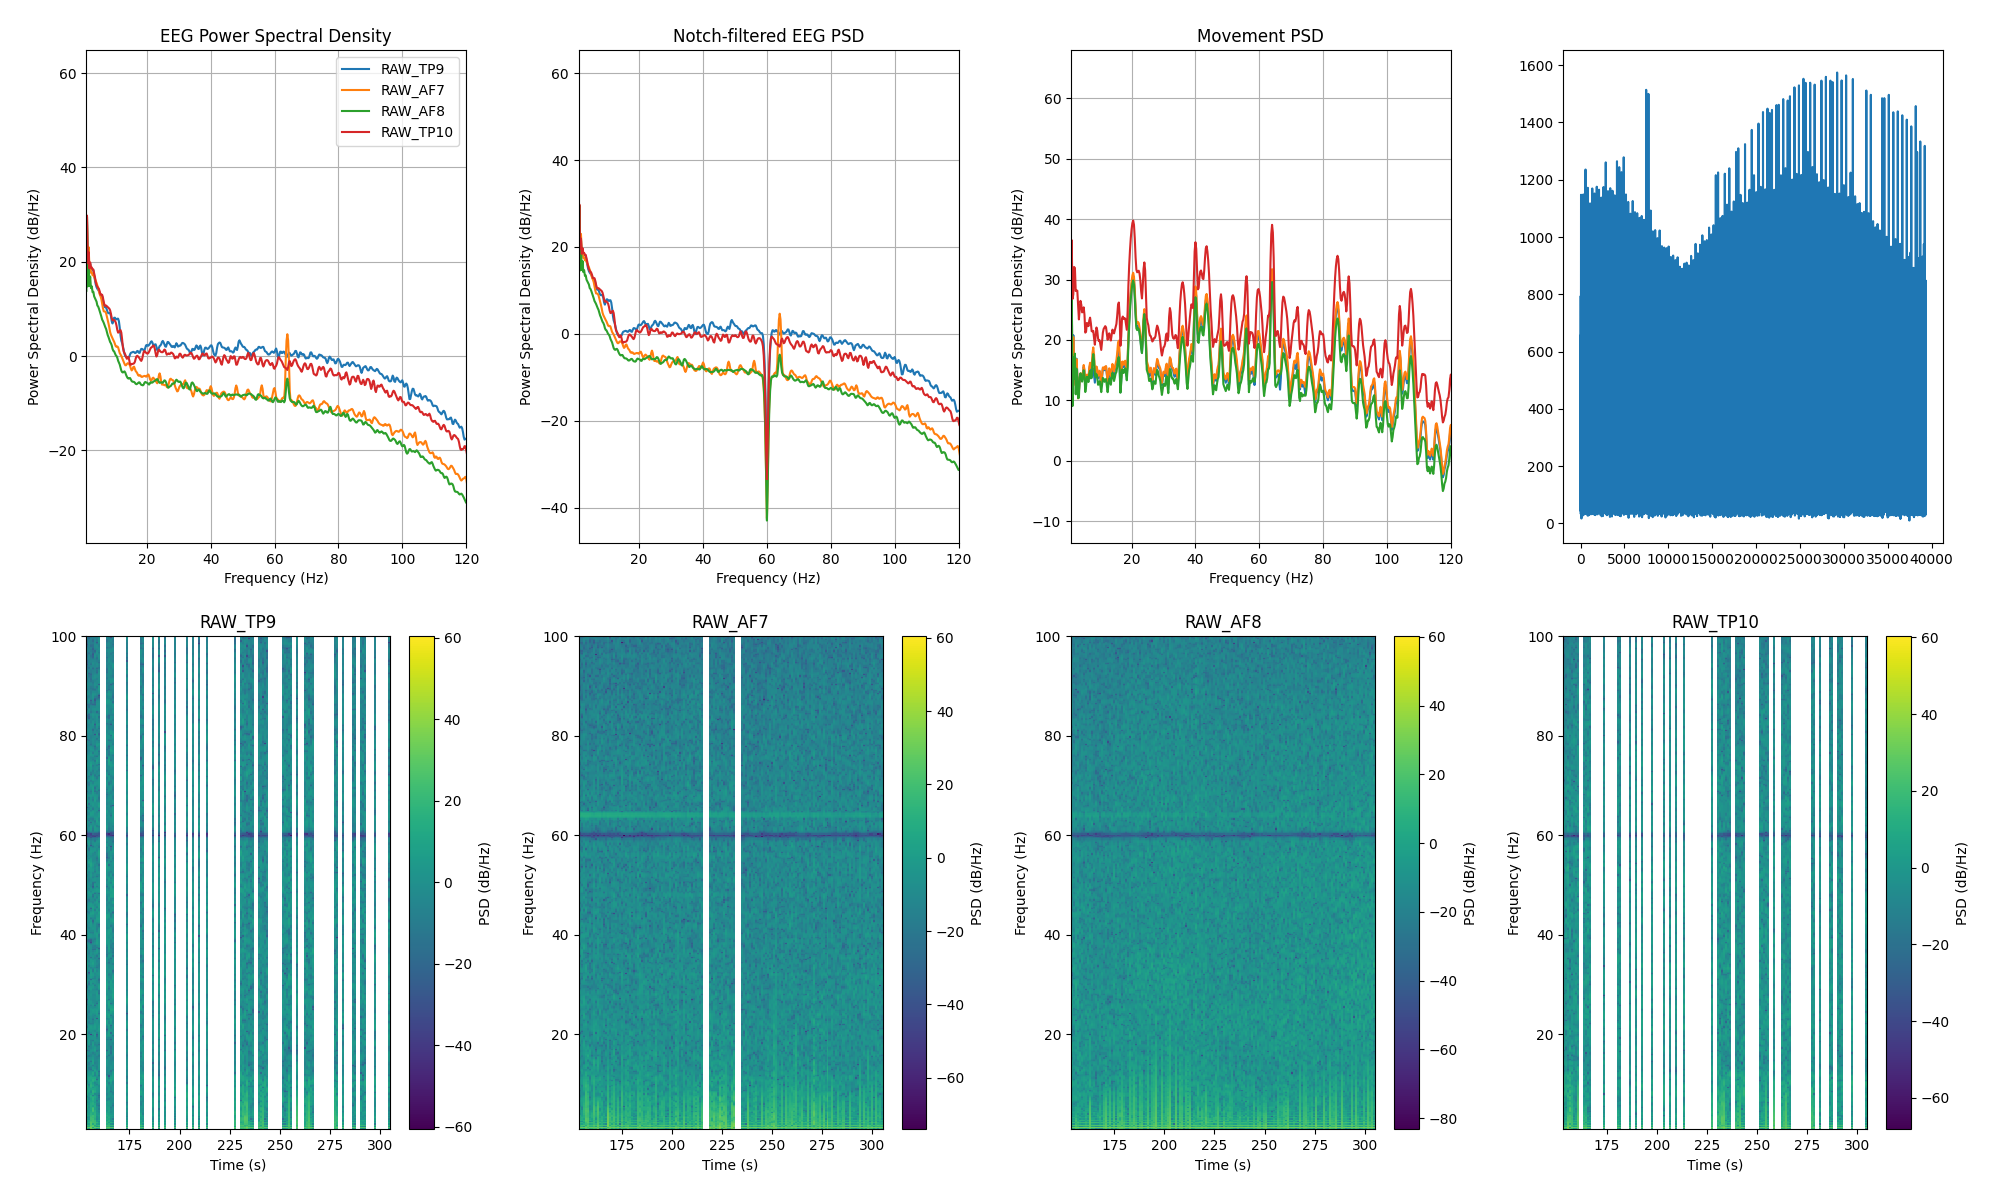 EEG Power Spectral Density
Power Spectral Density (dB/Hz)
60
40
20
0
−20
RAW_TP9
RAW_AF7
RAW_AF8
RAW_TP10
20 40 60 80 100 120
Frequency (Hz)
Notch-filtered EEG PSD
Power Spectral Density (dB/Hz)
60
40
20
0
−20
−40
20 40 60 80 100 120
Frequency (Hz)
Movement PSD
Power Spectral Density (dB/Hz)
60
50
40
30
20
10
0
−10
20 40 60 80 100 120
Frequency (Hz)
1600
1400
1200
1000
800
600
400
200
0
0 5000 10000 15000 20000 25000 30000 35000 40000
RAW_TP9
Frequency (Hz)
100
80
60
40
20
175 200 225 250 275 300
Time (s)
60
40
20
0
−20
−40
−60
PSD (dB/Hz)
RAW_AF7
Frequency (Hz)
100
80
60
40
20
175 200 225 250 275 300
Time (s)
60
40
20
0
−20
−40
−60
PSD (dB/Hz)
RAW_AF8
Frequency (Hz)
100
80
60
40
20
175 200 225 250 275 300
Time (s)
60
40
20
0
−20
−40
−60
−80
PSD (dB/Hz)
RAW_TP10
Frequency (Hz)
100
80
60
40
20
175 200 225 250 275 300
Time (s)
60
40
20
0
−20
−40
−60
PSD (dB/Hz)